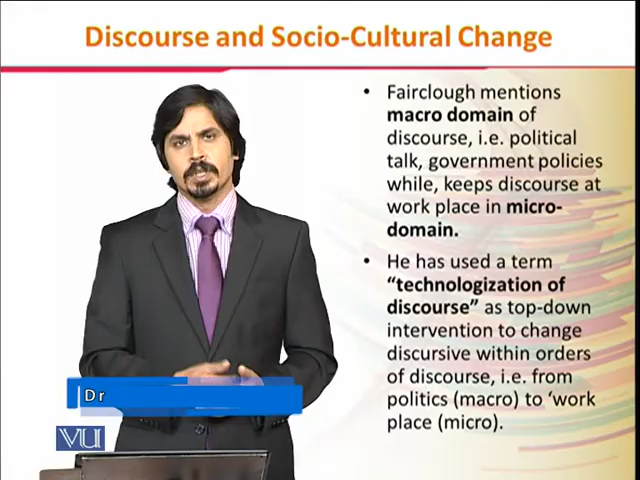 Discourse and Socio-Cultural Change
• Fairclough mentions
macro domain of
discourse, i.e. political
talk, government policies
while, keeps discourse at
work place in micro-
domain.
• He has used a term
“technologization of
discourse” as top-down
intervention to change
discursive within orders
of discourse, i.e. from
politics (macro) to ‘work
place (micro).
Dr
VU